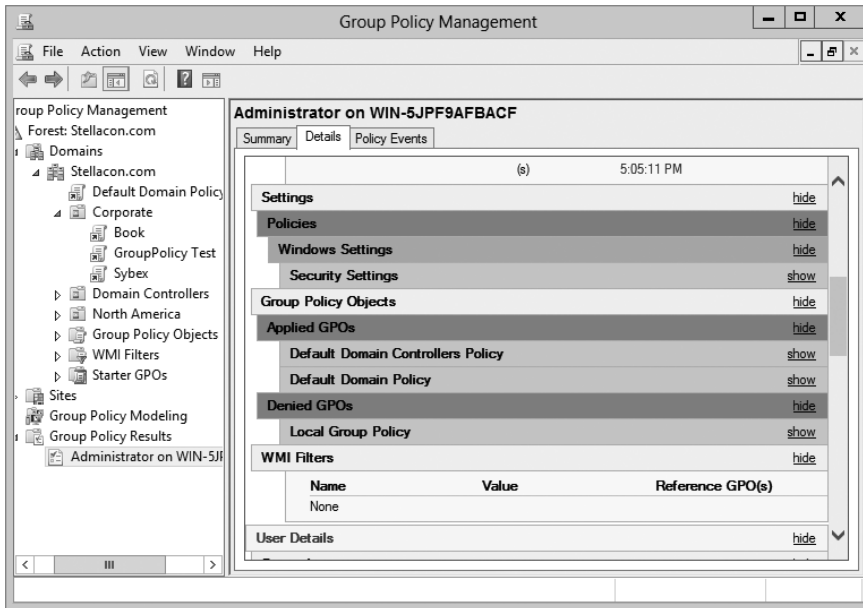 Group Policy Management
File Action View Window Help
roup Policy Management
Forest: Stellacon.com
Domains
Stellacon.com
Default Domain Policy
Corporate
Book
GroupPolicy Test
Sybex
Domain Controllers
North America
Group Policy Objects
WMI Filters
Starter GPOs
Sites
Group Policy Modeling
Group Policy Results
Administrator on WIN-5JF
Administrator on WIN-5JPF9AFBACF
Summary Details Policy Events
(s) 5:05:11 PM
Settings hide
Policies hide
Windows Settings hide
Security Settings show
Group Policy Objects hide
Applied GPOs hide
Default Domain Controllers Policy show
Default Domain Policy show
Denied GPOs hide
Local Group Policy show
WMI Filters hide
Name Value Reference GPO(s)
None
User Details hide